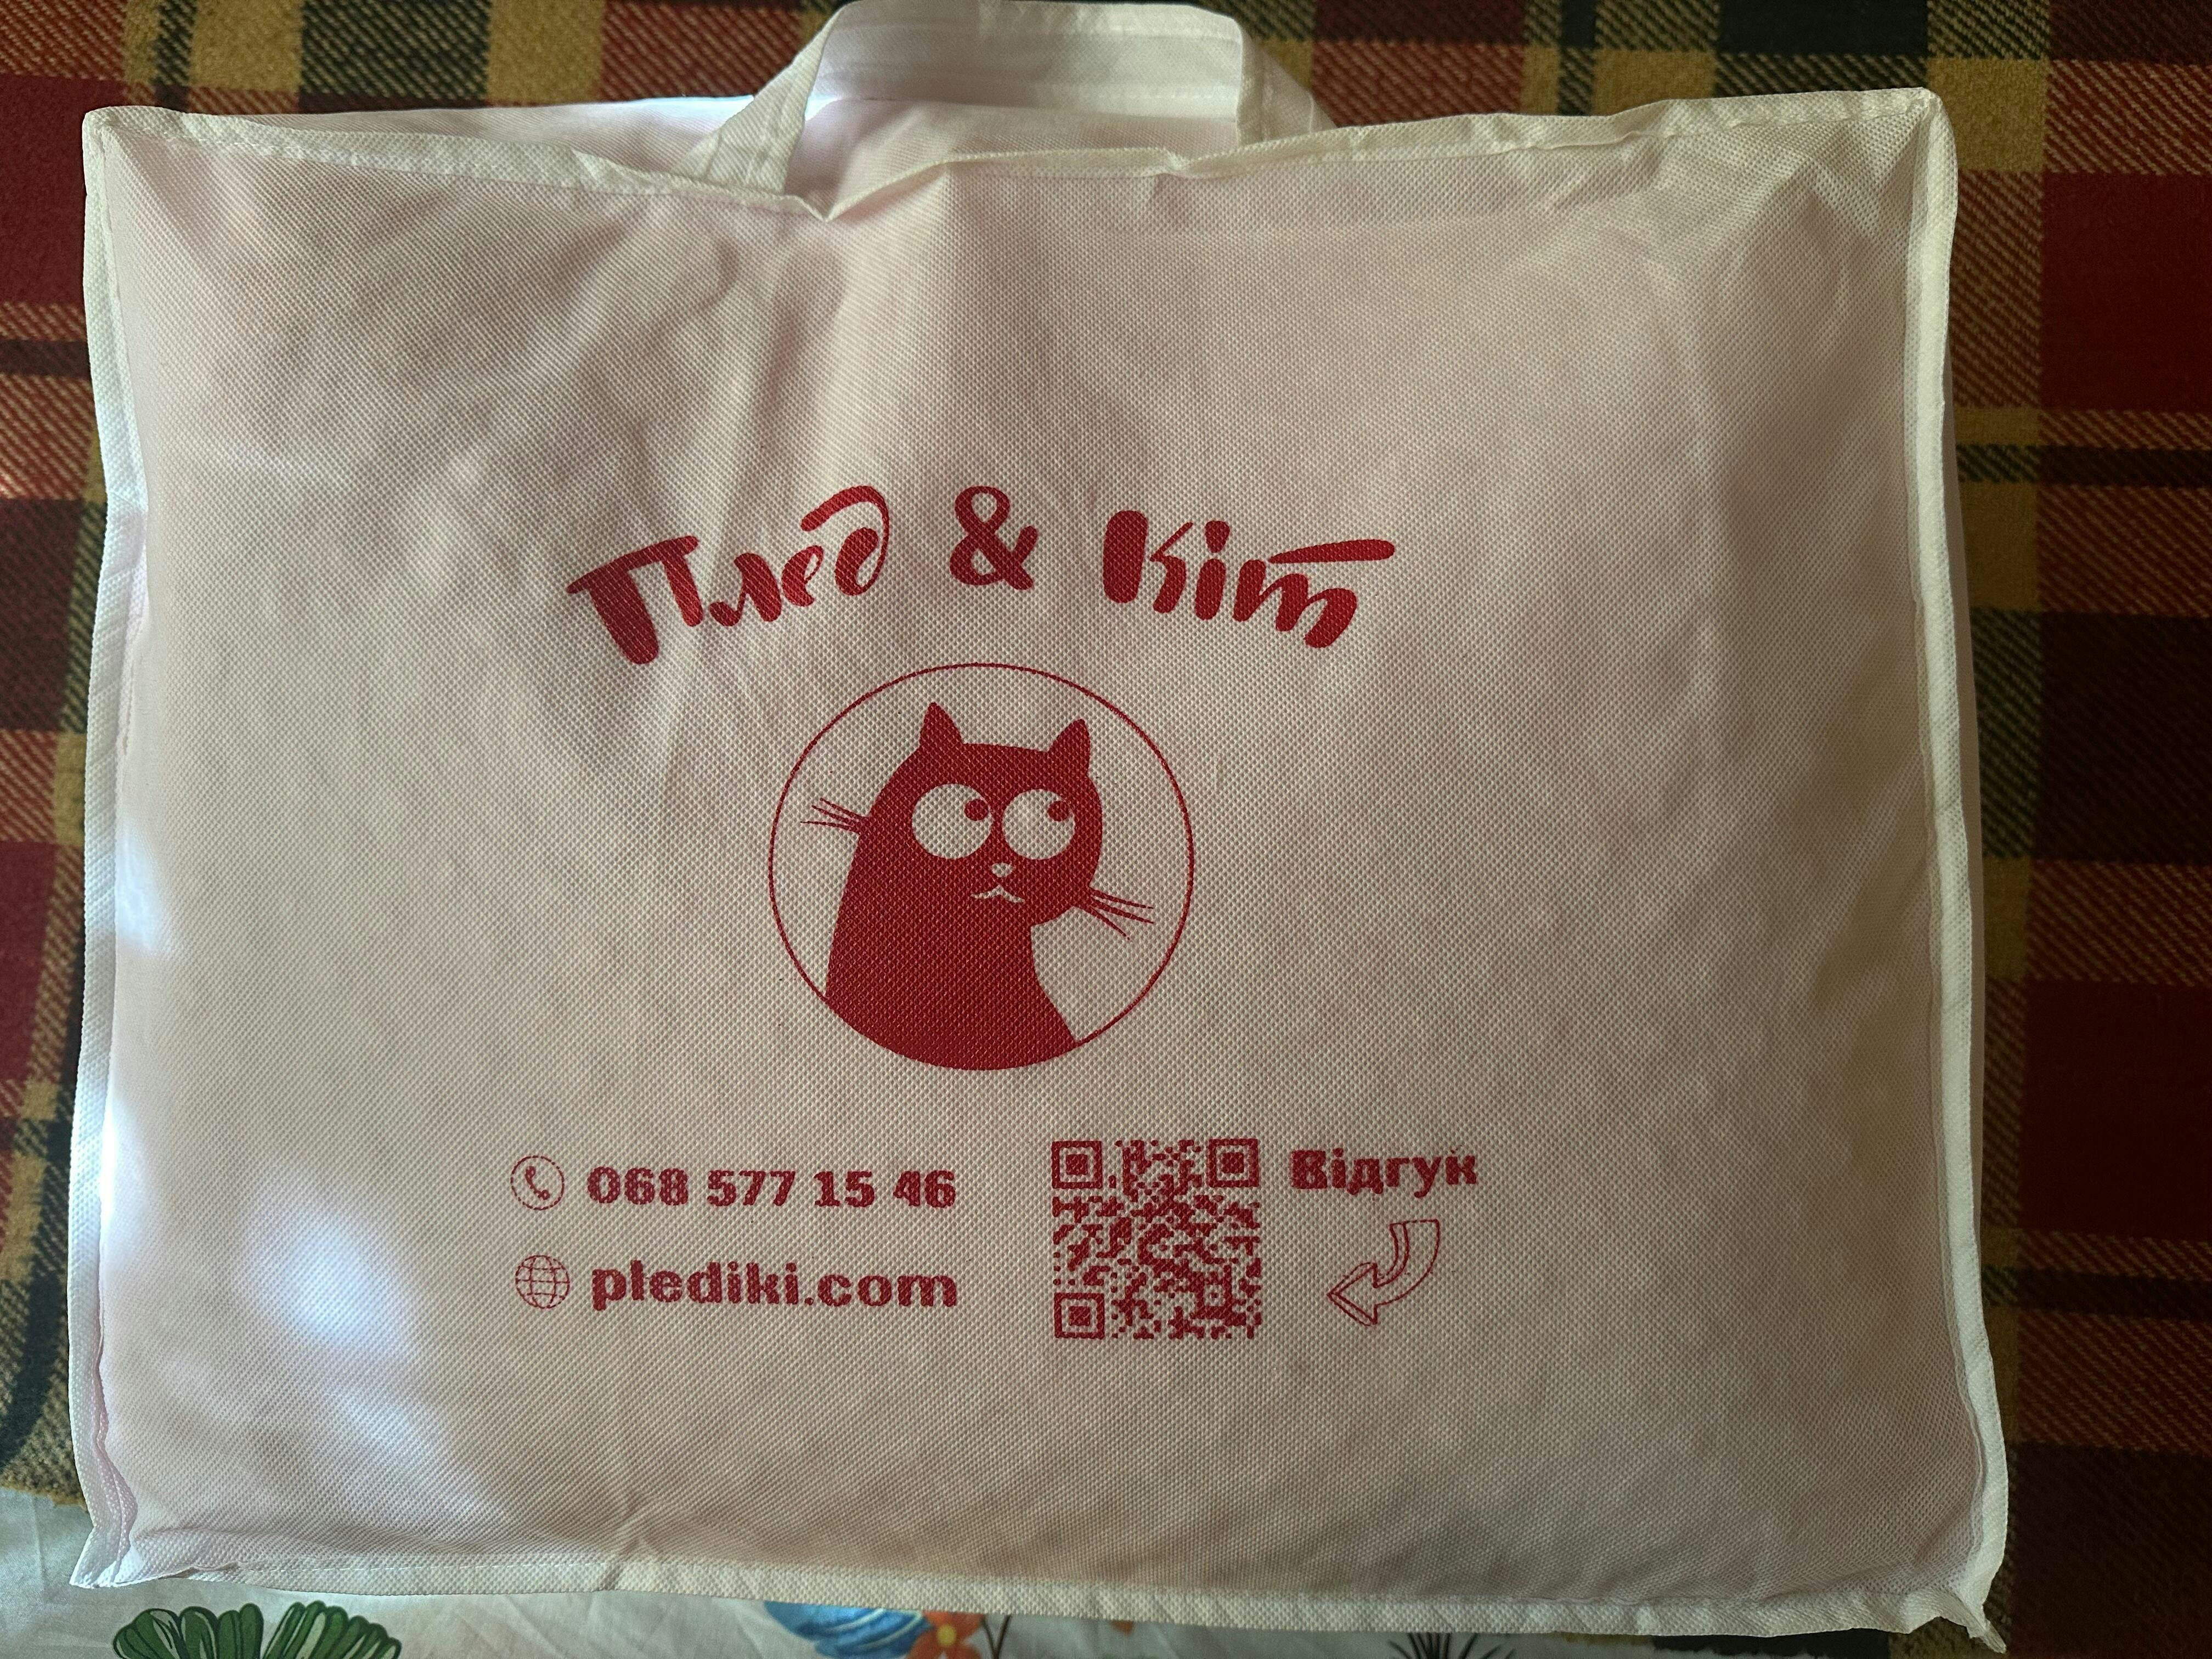 Плед & Кіт
068 577 15 46
plediki.com
Відгук